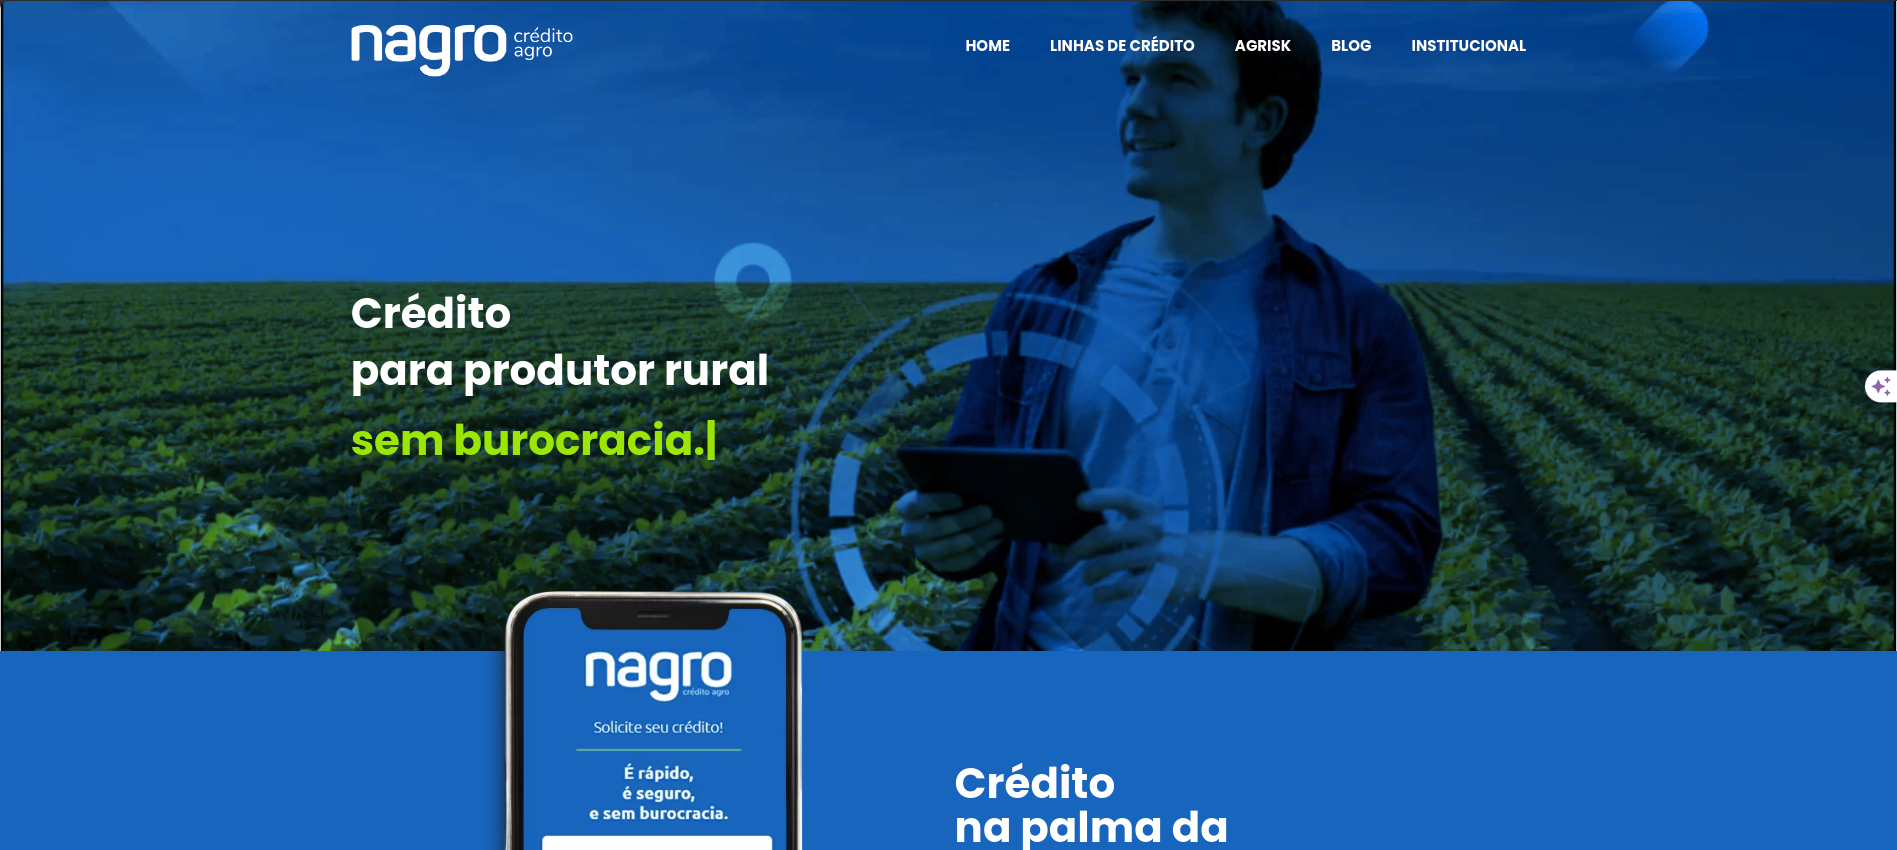 nagro
crédito
agro
HOME
LINHAS DE CRÉDITO
AGRISK
BLOG
INSTITUCIONAL
Crédito
para produtor rural
sem burocracia.|
nagro
crédito agro
Solicite seu crédito!
É rápido,
é seguro,
e sem burocracia.
Crédito
na palma da